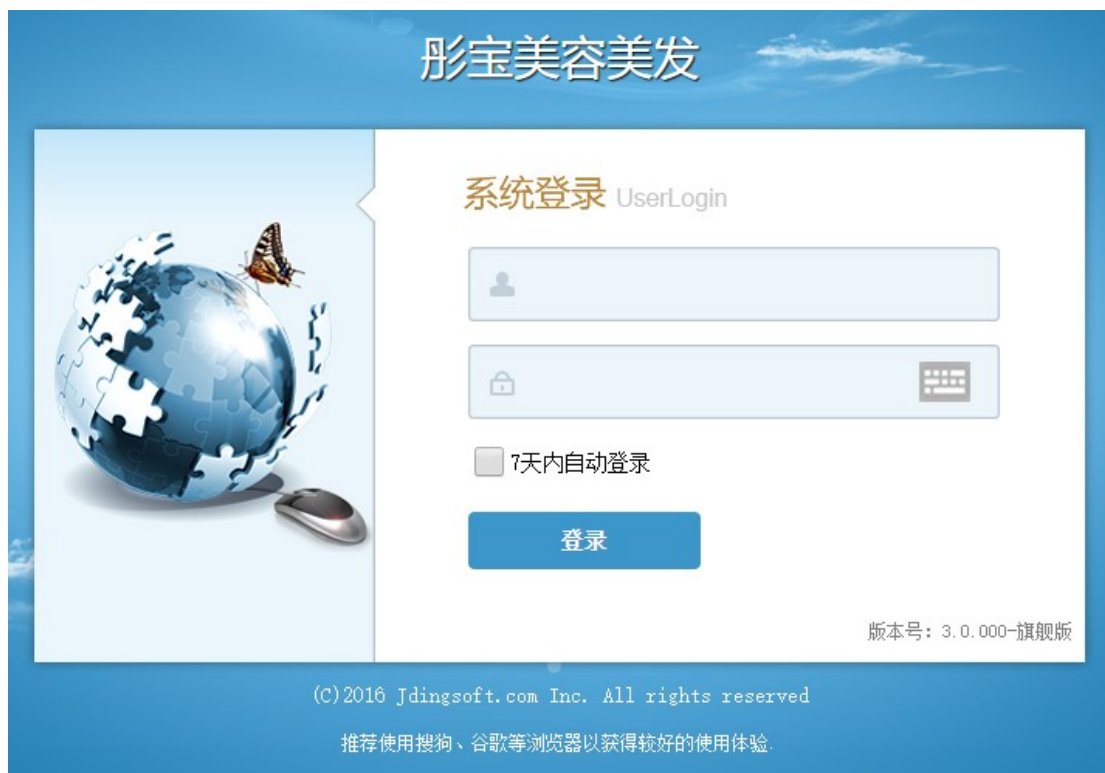 彤宝美容美发
系统登录 UserLogin
7天内自动登录
登录
版本号: 3.0.000-旗舰版
(C)2016 Jdingsoft.com Inc. All rights reserved
推荐使用搜狗、谷歌等浏览器以获得较好的使用体验.